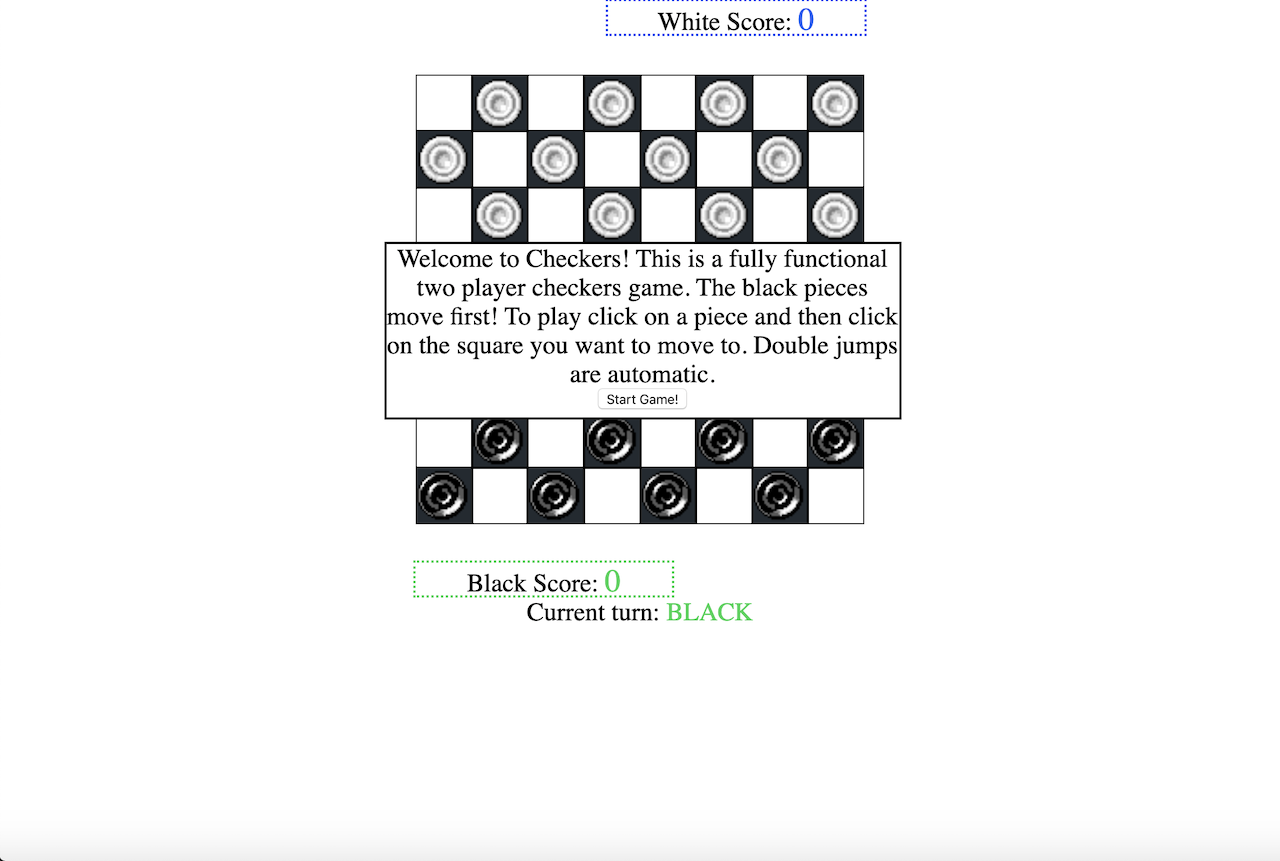 White Score: 0
Welcome to Checkers! This is a fully functional
two player checkers game. The black pieces
move first! To play click on a piece and then click
on the square you want to move to. Double jumps
are automatic.
Start Game!
Black Score: 0
Current turn: BLACK